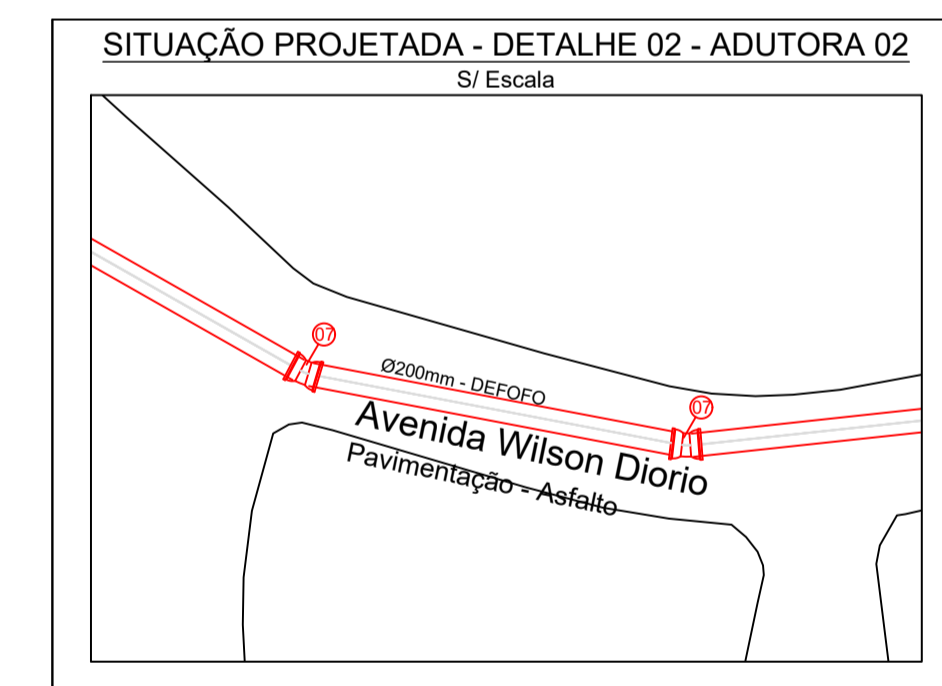 SITUAÇÃO PROJETADA - DETALHE 02 - ADUTORA 02
S/ Escala
07
Ø200mm - DEFOFO
07
Avenida Wilson Diorio
Pavimentação - Asfalto